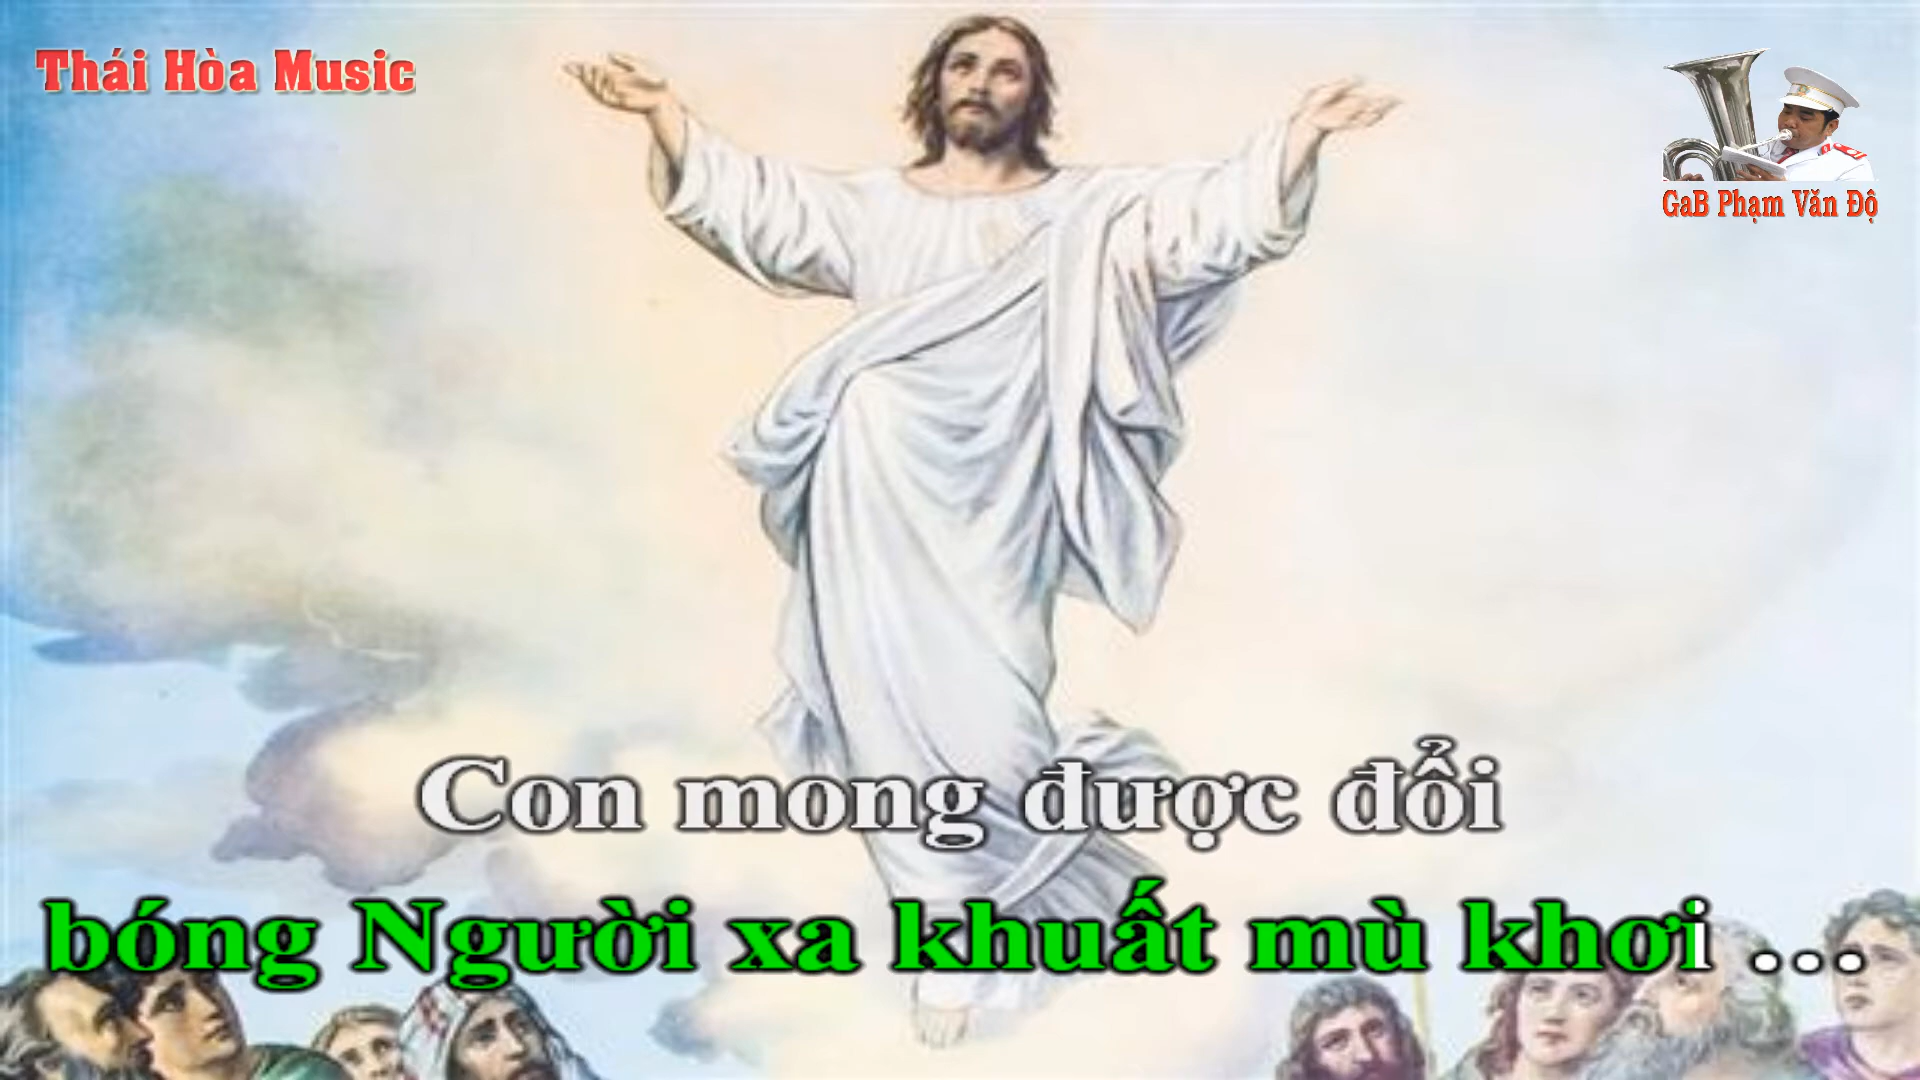 Thái Hòa Music
GaB Phạm Văn Độ
Con mong được đổi
bóng Người xa khuất mù khơi ...